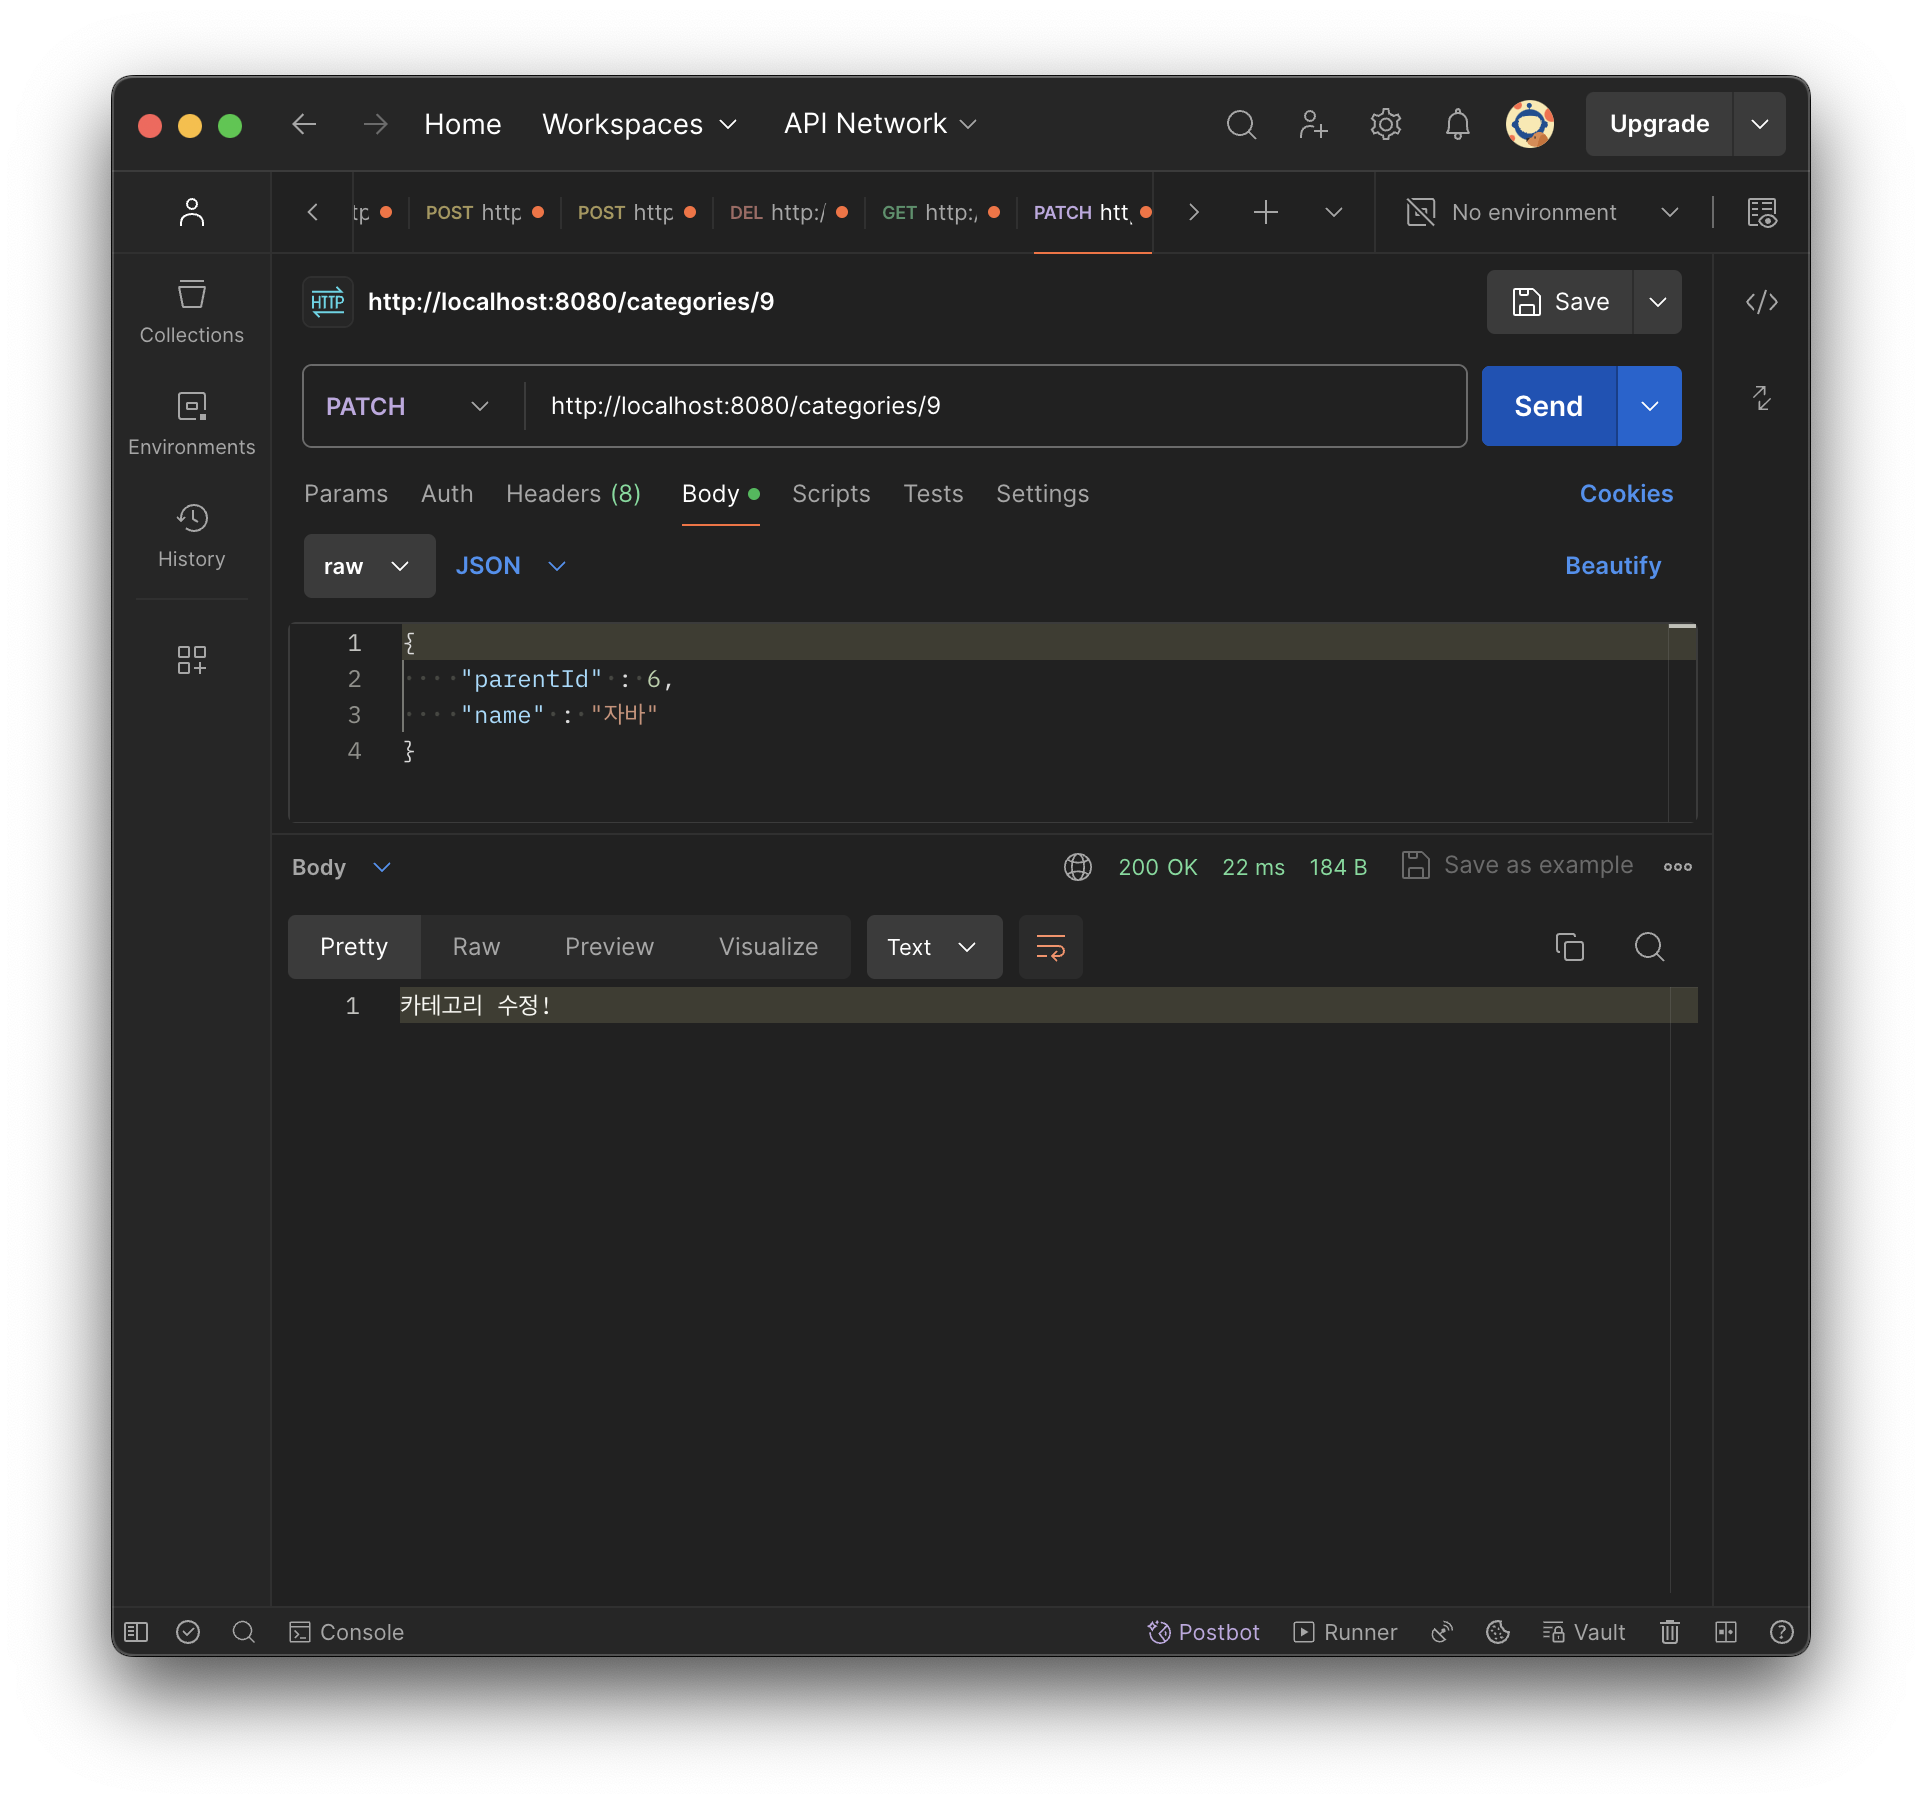 Home Workspaces API Network Upgrade
tp POST http POST http DEL http:/ GET http:/ PATCH htt No environment
HTTP http://localhost:8080/categories/9 Save
Collections
PATCH http://localhost:8080/categories/9 Send
Environments
Params Auth Headers (8) Body Scripts Tests Settings Cookies
History
raw JSON Beautify
1 {
2 "parentId" : 6,
3 "name" : "자바"
4 }
Body 200 OK 22 ms 184 B Save as example
Pretty Raw Preview Visualize Text
1 카테고리 수정!
Console Postbot Runner Vault